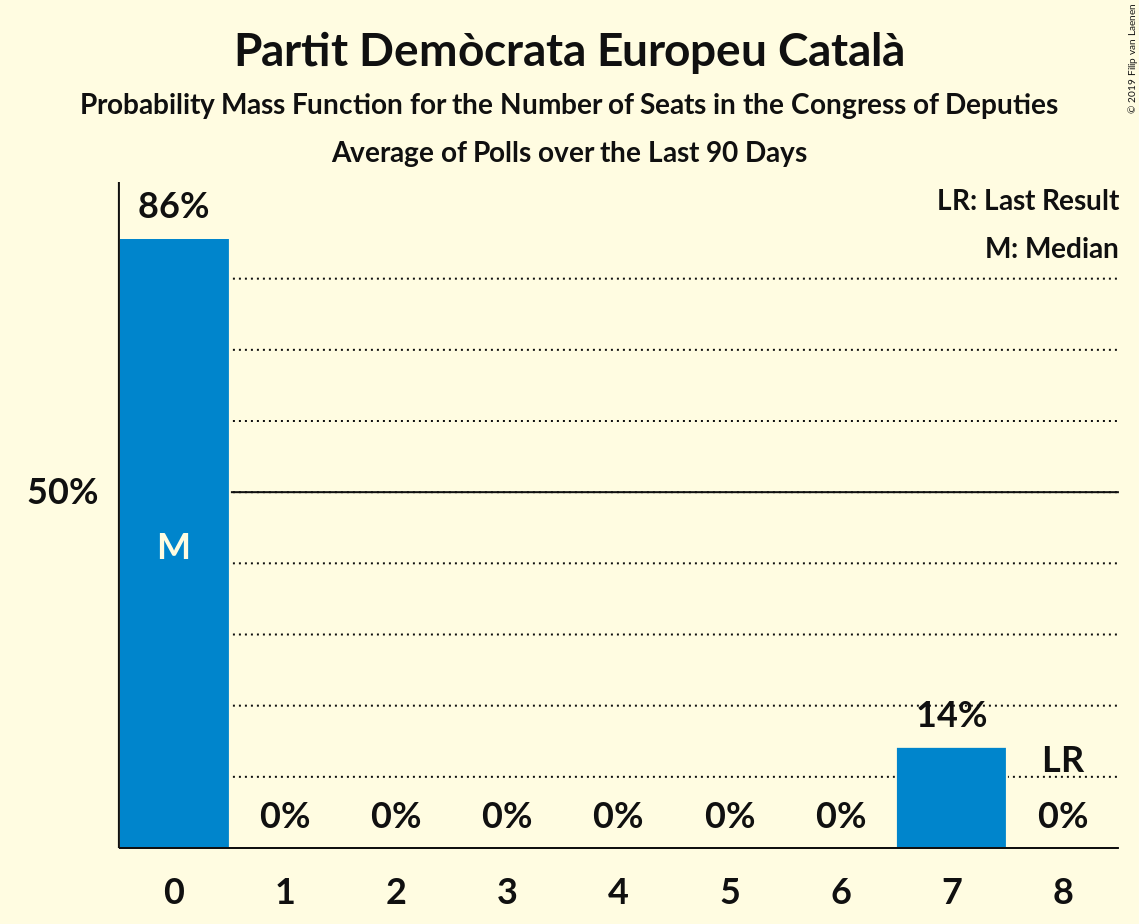 Partit Demòcrata Europeu Català
Probability Mass Function for the Number of Seats in the Congress of Deputies
Average of Polls over the Last 90 Days
© 2019 Filip van Laenen
LR: Last Result
M: Median
86%
50%
M
14%
LR
0% 0% 0% 0% 0% 0% 0%
0 1 2 3 4 5 6 7 8